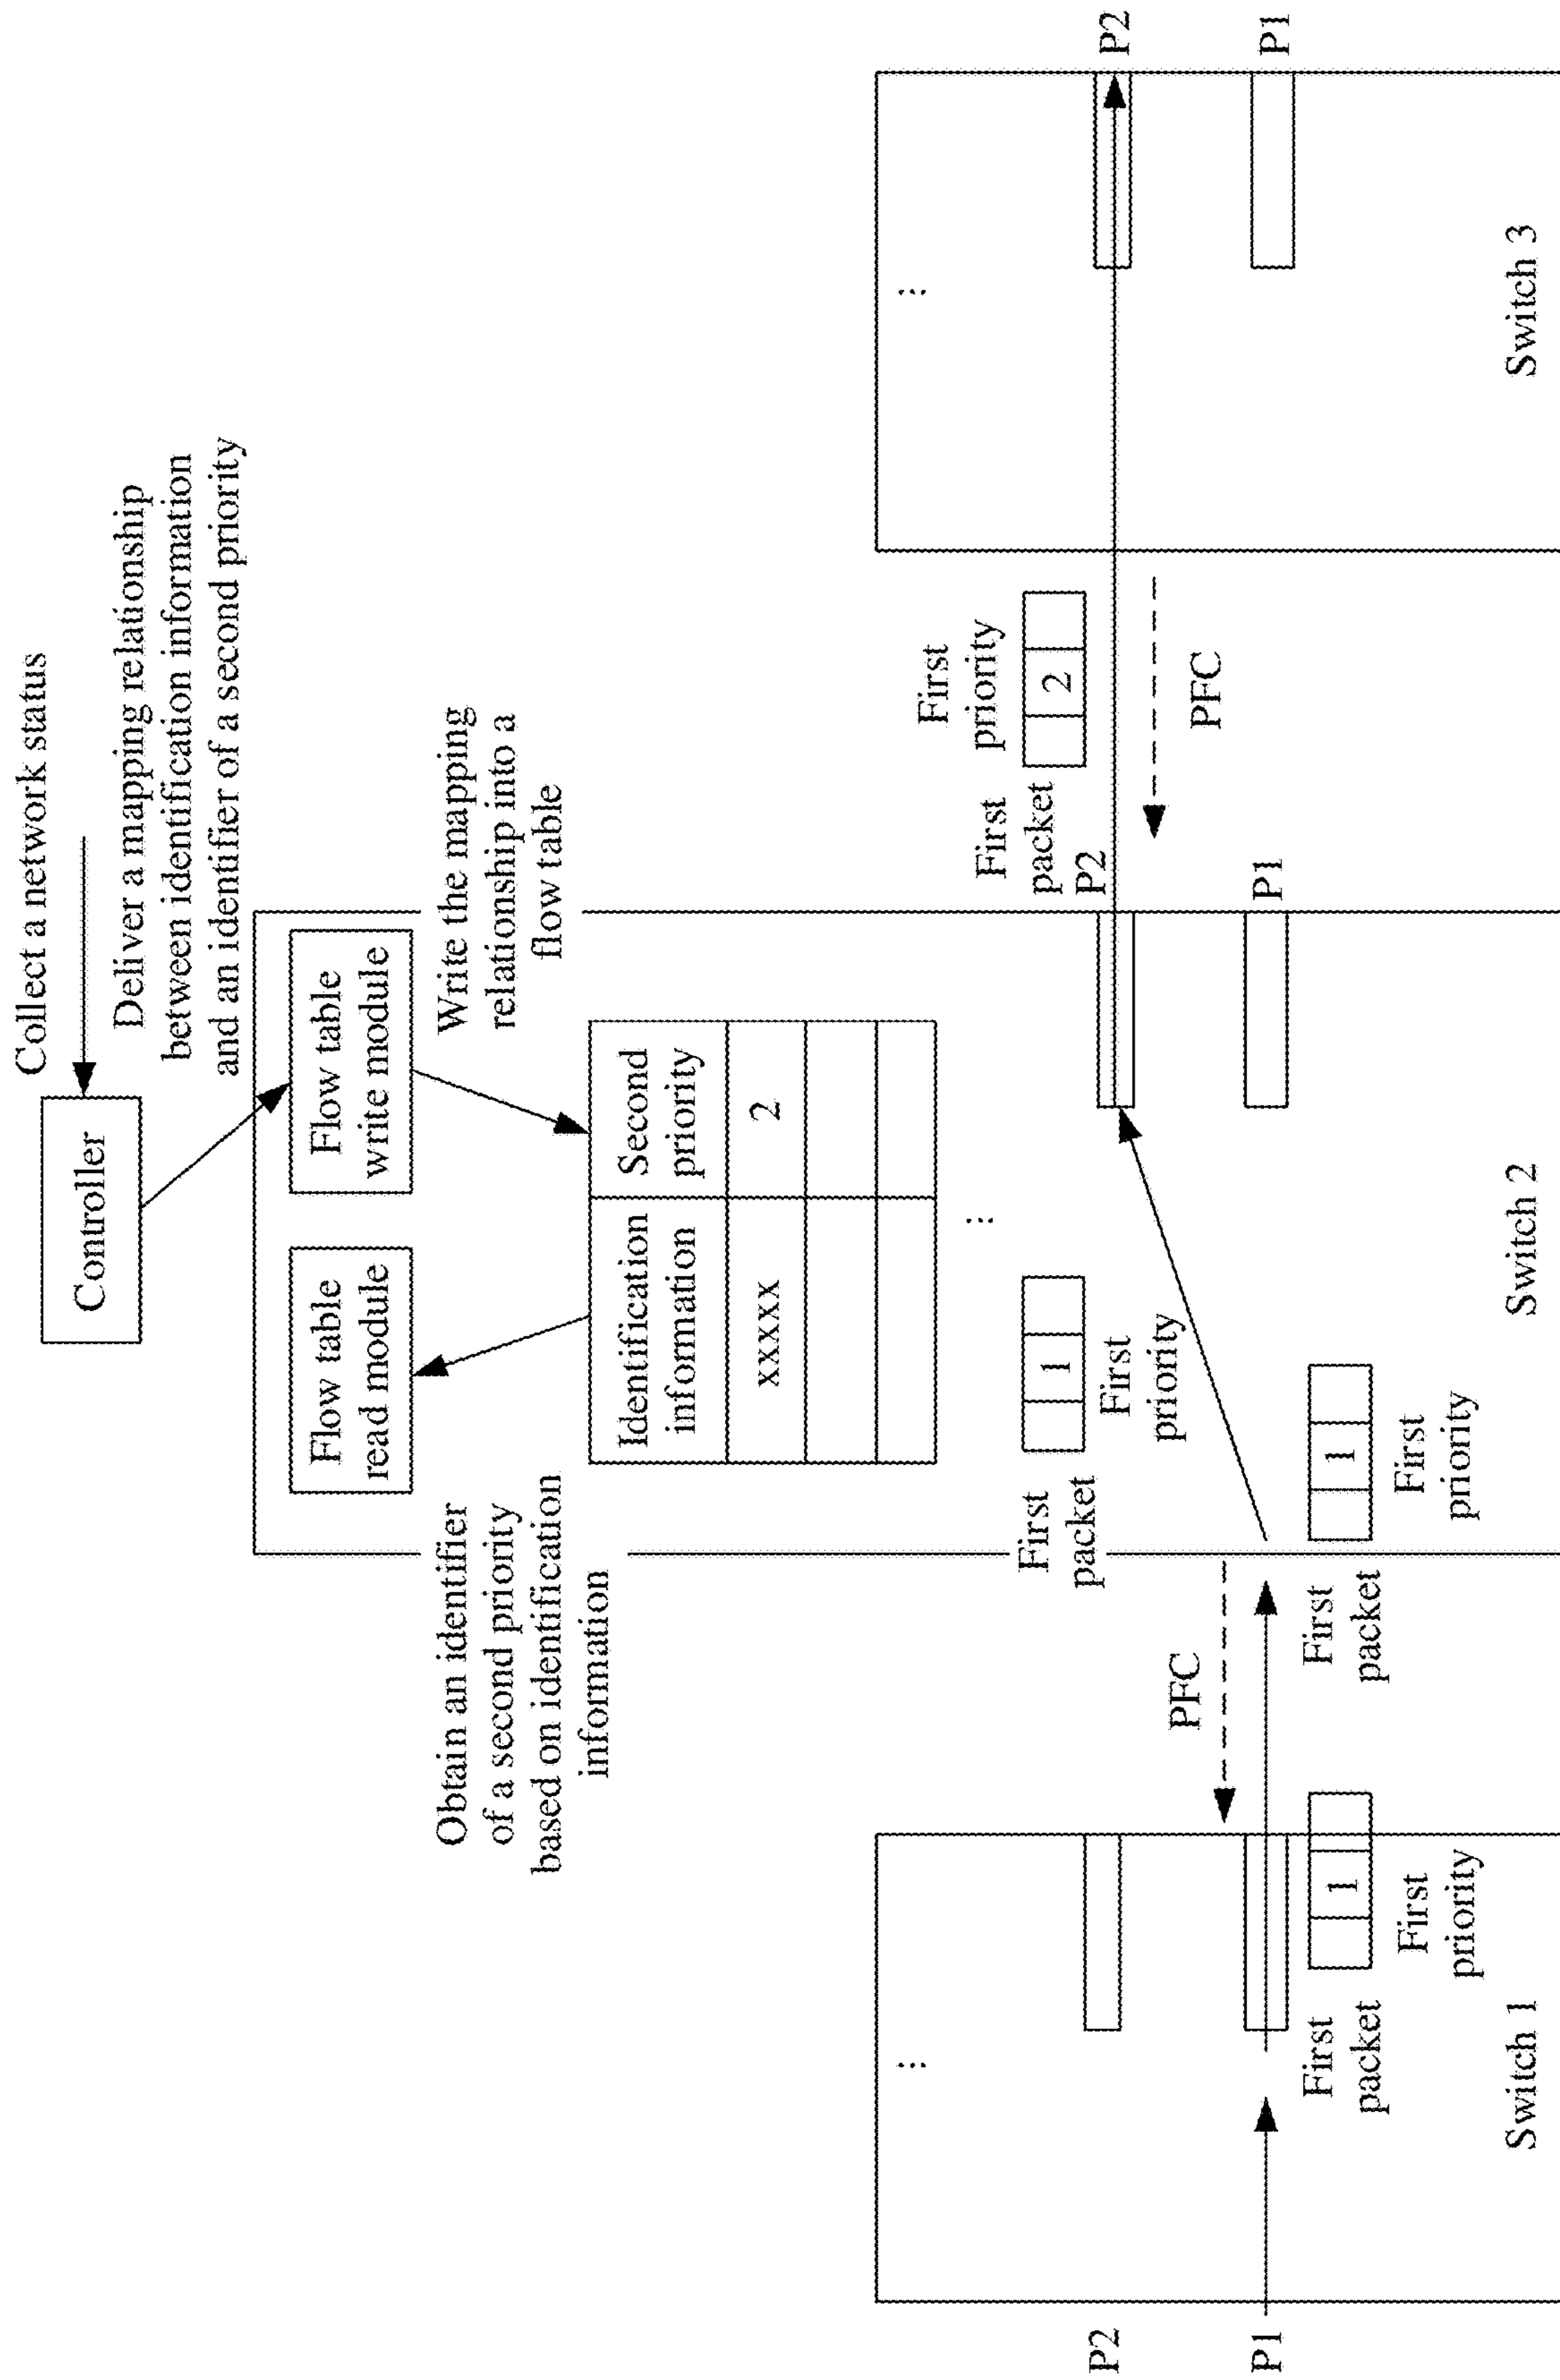 Collect a network status
Controller
Deliver a mapping relationship
between identification information
and an identifier of a second priority
Flow table
read module
Flow table
write module
Obtain an identifier
of a second priority
based on identification
information
Write the mapping
relationship into a
flow table
Identification
information
Second
priority
xxxxx
2
⋮
First
packet
1
First
priority
First
priority
2
First
packet
P2
PFC
P1
⋮
P2
P1
Switch 3
PFC
First
packet
1
First
priority
Switch 2
⋮
P2
P1
First
packet
1
First
priority
Switch 1